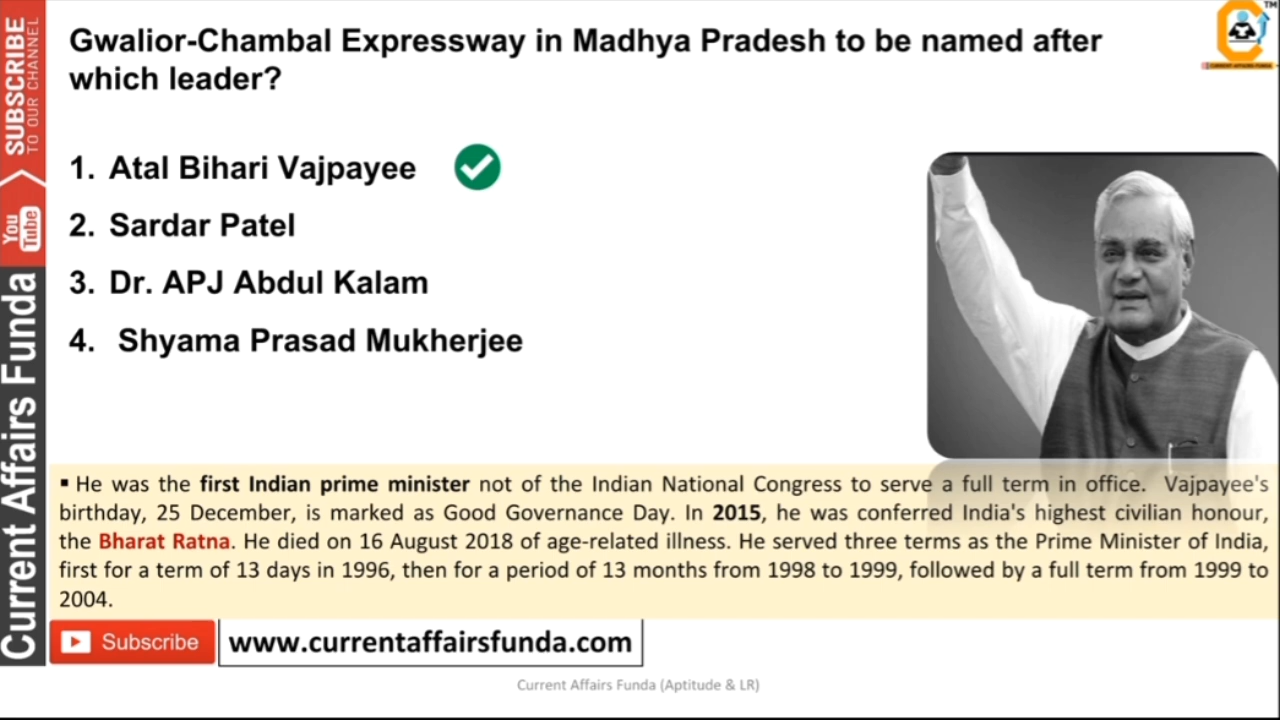 Gwalior-Chambal Expressway in Madhya Pradesh to be named after
which leader?
1. Atal Bihari Vajpayee
2. Sardar Patel
3. Dr. APJ Abdul Kalam
4. Shyama Prasad Mukherjee
▪ He was the first Indian prime minister not of the Indian National Congress to serve a full term in office. Vajpayee's
birthday, 25 December, is marked as Good Governance Day. In 2015, he was conferred India's highest civilian honour,
the Bharat Ratna. He died on 16 August 2018 of age-related illness. He served three terms as the Prime Minister of India,
first for a term of 13 days in 1996, then for a period of 13 months from 1998 to 1999, followed by a full term from 1999 to
2004.
Subscribe
www.currentaffairsfunda.com
Current Affairs Funda (Aptitude & LR)
SUBSCRIBE
TO OUR CHANNEL
You
Tube
Current Affairs Funda
TM
CURRENT AFFAIRS FUNDA